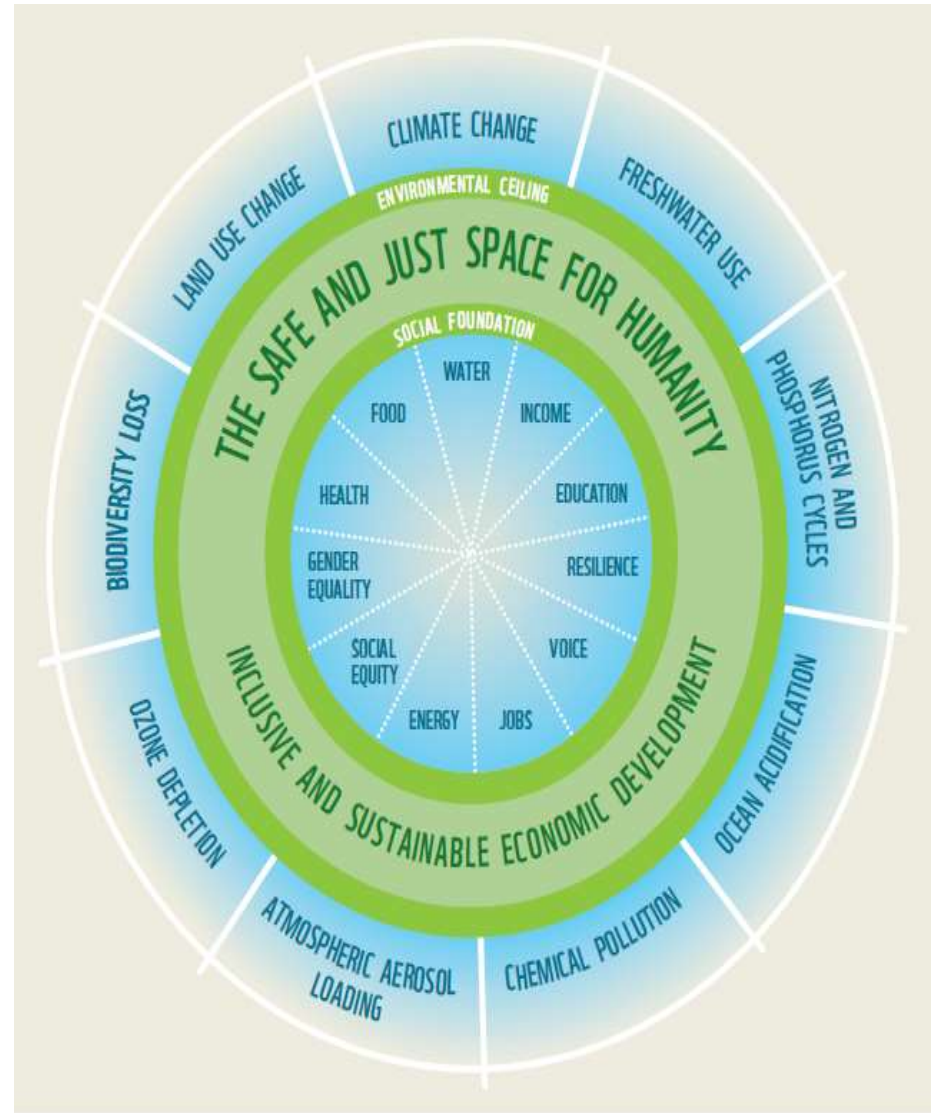 CLIMATE CHANGE
FRESHWATER USE
NITROGEN AND
PHOSPHORUS CYCLES
OCEAN ACIDIFICATION
CHEMICAL POLLUTION
ATMOSPHERIC AEROSOL
LOADING
OZONE DEPLETION
BIODIVERSITY LOSS
LAND USE CHANGE
ENVIRONMENTAL CEILING
THE SAFE AND JUST SPACE FOR HUMANITY
INCLUSIVE AND SUSTAINABLE ECONOMIC DEVELOPMENT
SOCIAL FOUNDATION
WATER
INCOME
EDUCATION
RESILIENCE
VOICE
JOBS
ENERGY
SOCIAL
EQUITY
GENDER
EQUALITY
HEALTH
FOOD